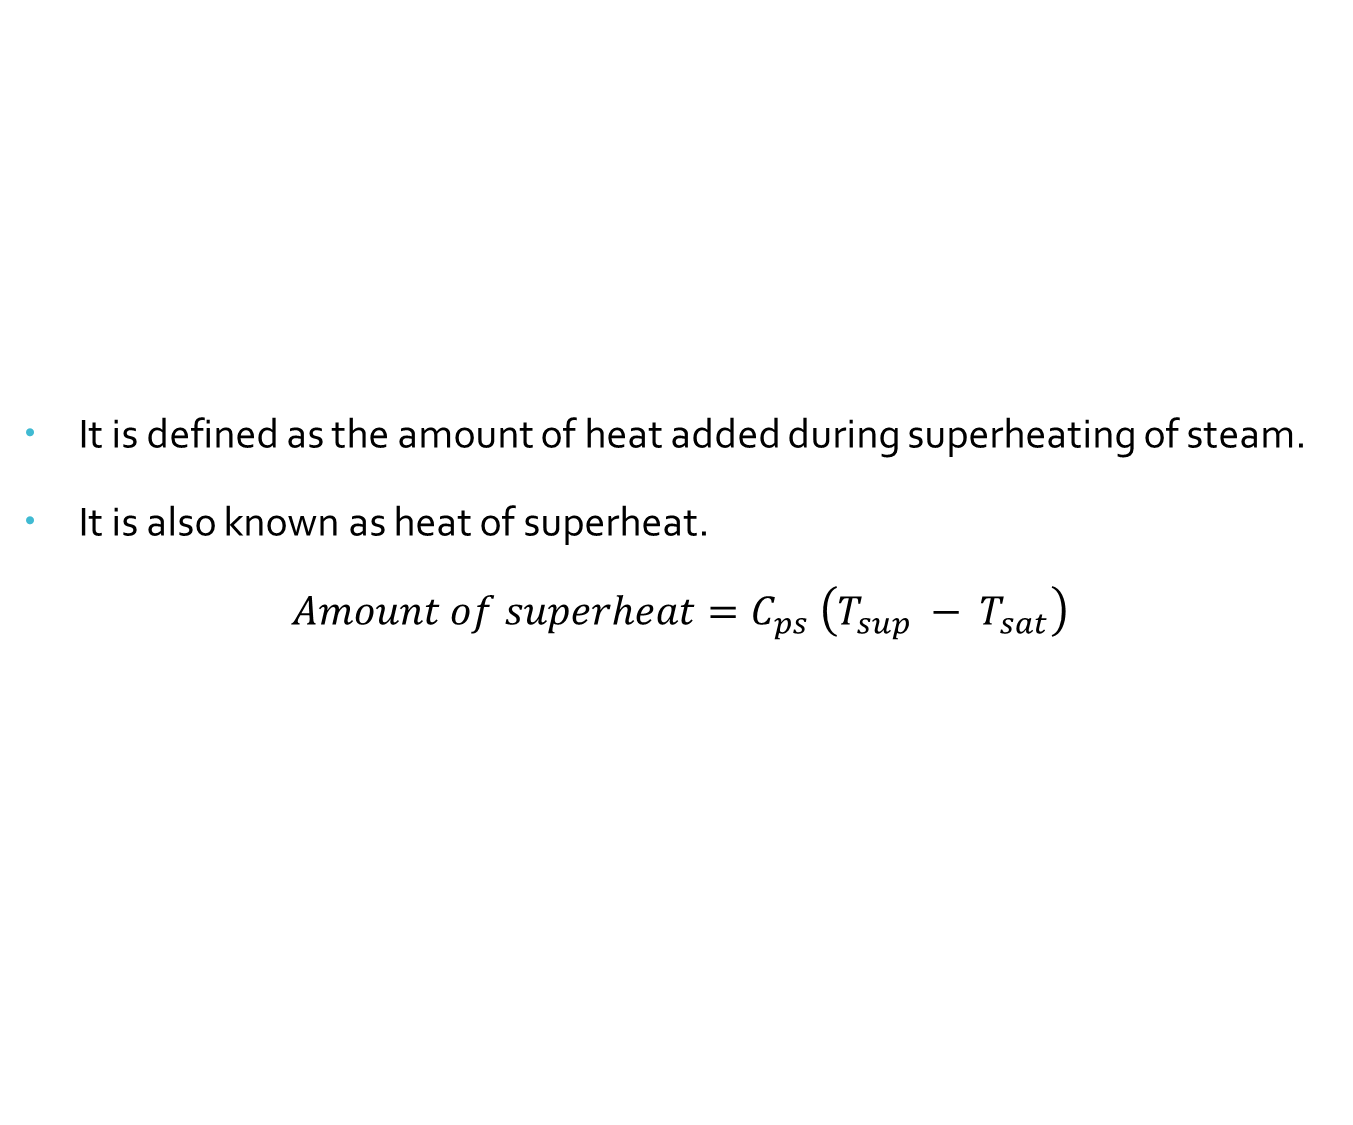 • It is defined as the amount of heat added during superheating of steam.
• It is also known as heat of superheat.
Amount of superheat = C_ps (T_sup − T_sat)